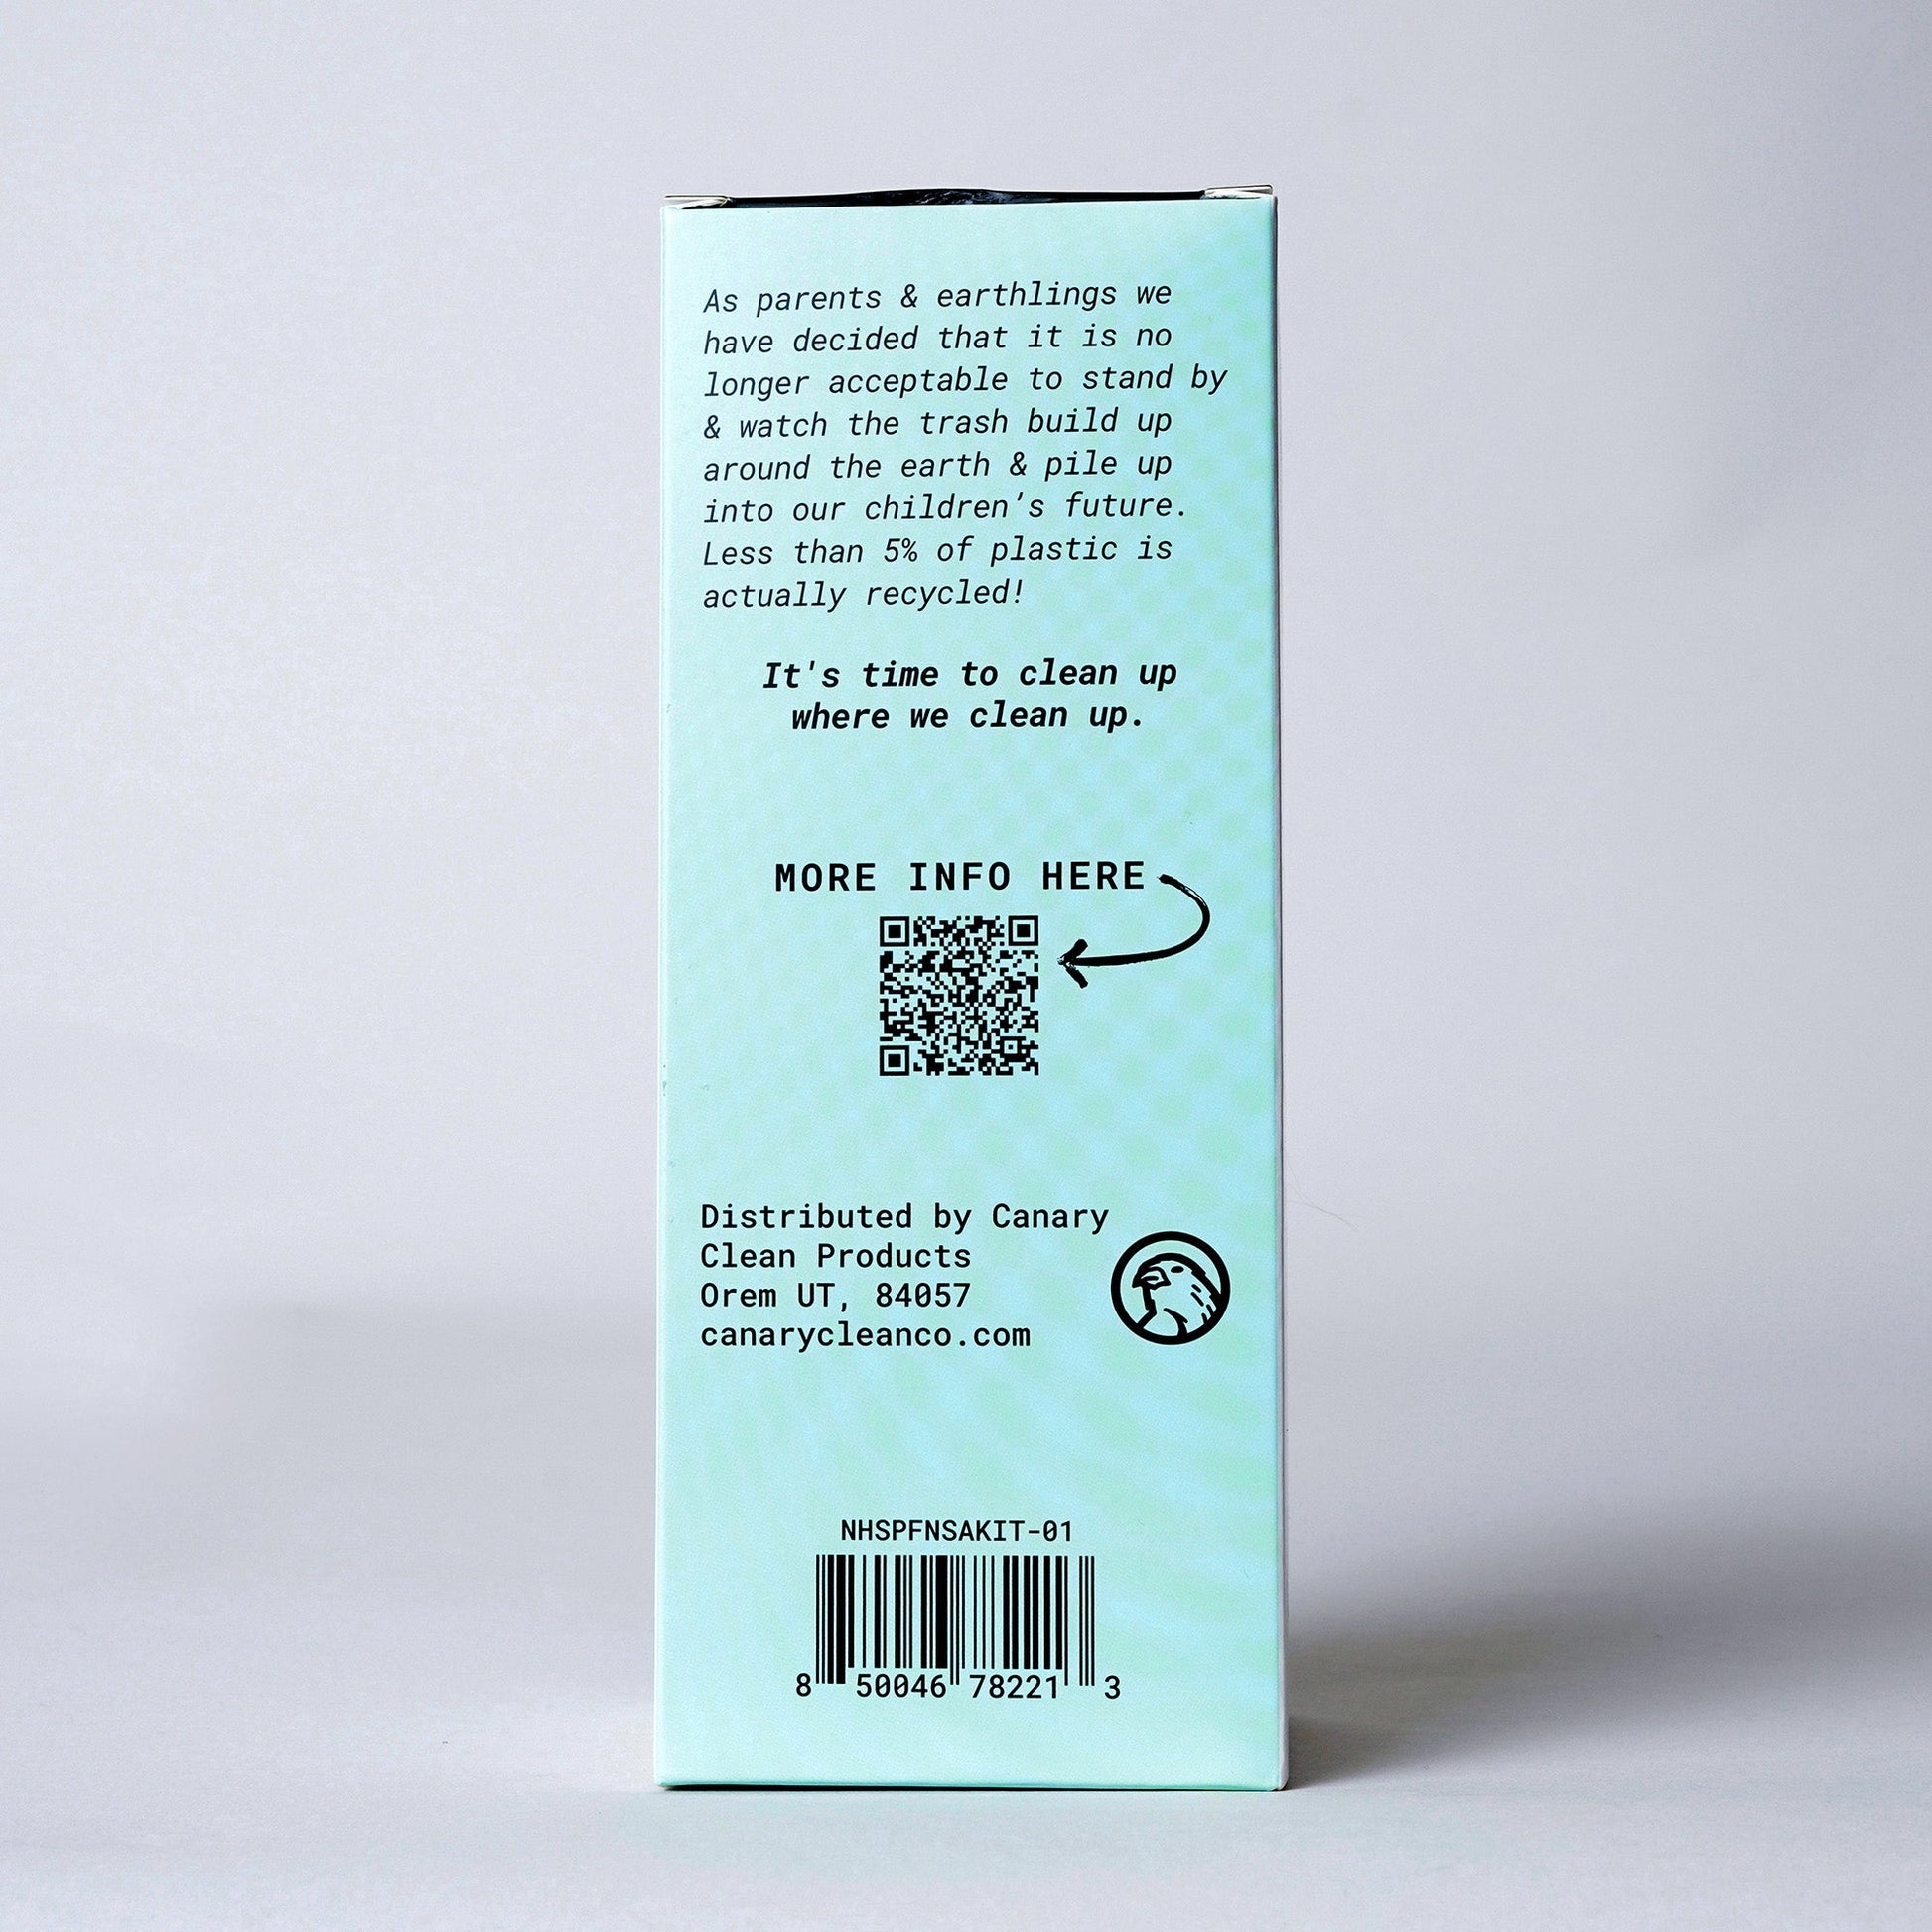 As parents & earthlings we
have decided that it is no
longer acceptable to stand by
& watch the trash build up
around the earth & pile up
into our children’s future.
Less than 5% of plastic is
actually recycled!
It's time to clean up
where we clean up.
MORE INFO HERE
Distributed by Canary
Clean Products
Orem UT, 84057
canarycleanco.com
NHSPFNSAKIT-01
8 50046 78221 3